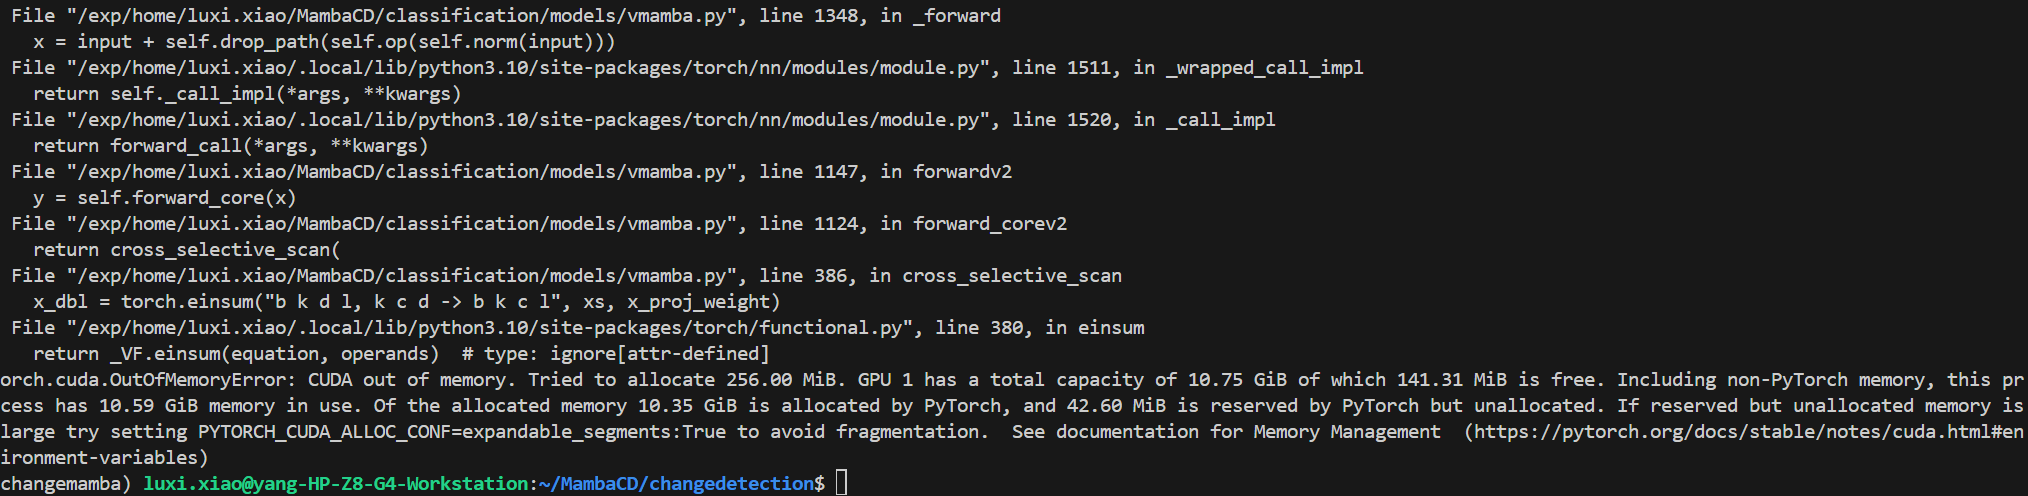 File "/exp/home/luxi.xiao/MambaCD/classification/models/vmamba.py", line 1348, in _forward
x = input + self.drop_path(self.op(self.norm(input)))
File "/exp/home/luxi.xiao/.local/lib/python3.10/site-packages/torch/nn/modules/module.py", line 1511, in _wrapped_call_impl
return self._call_impl(*args, **kwargs)
File "/exp/home/luxi.xiao/.local/lib/python3.10/site-packages/torch/nn/modules/module.py", line 1520, in _call_impl
return forward_call(*args, **kwargs)
File "/exp/home/luxi.xiao/MambaCD/classification/models/vmamba.py", line 1147, in forwardv2
y = self.forward_core(x)
File "/exp/home/luxi.xiao/MambaCD/classification/models/vmamba.py", line 1124, in forward_corev2
return cross_selective_scan(
File "/exp/home/luxi.xiao/MambaCD/classification/models/vmamba.py", line 386, in cross_selective_scan
x_dbl = torch.einsum("b k d l, k c d -> b k c l", xs, x_proj_weight)
File "/exp/home/luxi.xiao/.local/lib/python3.10/site-packages/torch/functional.py", line 380, in einsum
return _VF.einsum(equation, operands)  # type: ignore[attr-defined]
orch.cuda.OutOfMemoryError: CUDA out of memory. Tried to allocate 256.00 MiB. GPU 1 has a total capacity of 10.75 GiB of which 141.31 MiB is free. Including non-PyTorch memory, this pr
cess has 10.59 GiB memory in use. Of the allocated memory 10.35 GiB is allocated by PyTorch, and 42.60 MiB is reserved by PyTorch but unallocated. If reserved but unallocated memory is
large try setting PYTORCH_CUDA_ALLOC_CONF=expandable_segments:True to avoid fragmentation.  See documentation for Memory Management  (https://pytorch.org/docs/stable/notes/cuda.html#en
ironment-variables)
changemamba) luxi.xiao@yang-HP-Z8-G4-Workstation:~/MambaCD/changedetection$